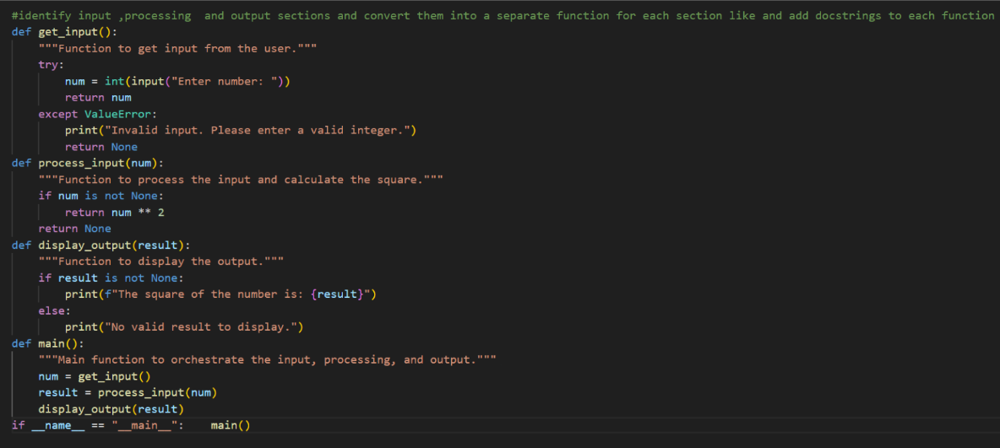 #identify input ,processing  and output sections and convert them into a separate function for each section like and add docstrings to each function
def get_input():
    """Function to get input from the user."""
    try:
        num = int(input("Enter number: "))
        return num
    except ValueError:
        print("Invalid input. Please enter a valid integer.")
        return None
def process_input(num):
    """Function to process the input and calculate the square."""
    if num is not None:
        return num ** 2
    return None
def display_output(result):
    """Function to display the output."""
    if result is not None:
        print(f"The square of the number is: {result}")
    else:
        print("No valid result to display.")
def main():
    """Main function to orchestrate the input, processing, and output."""
    num = get_input()
    result = process_input(num)
    display_output(result)
if __name__ == "__main__":    main()